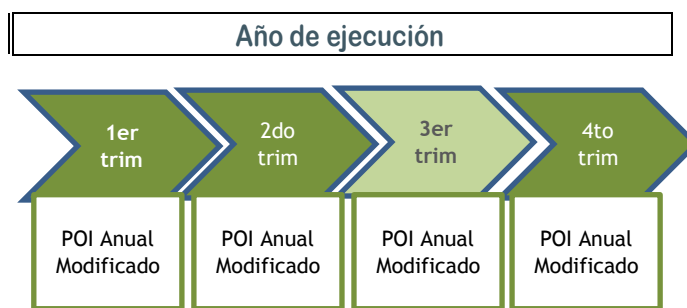 Año de ejecución
1er
trim
2do
trim
3er
trim
4to
trim
POI Anual
Modificado
POI Anual
Modificado
POI Anual
Modificado
POI Anual
Modificado